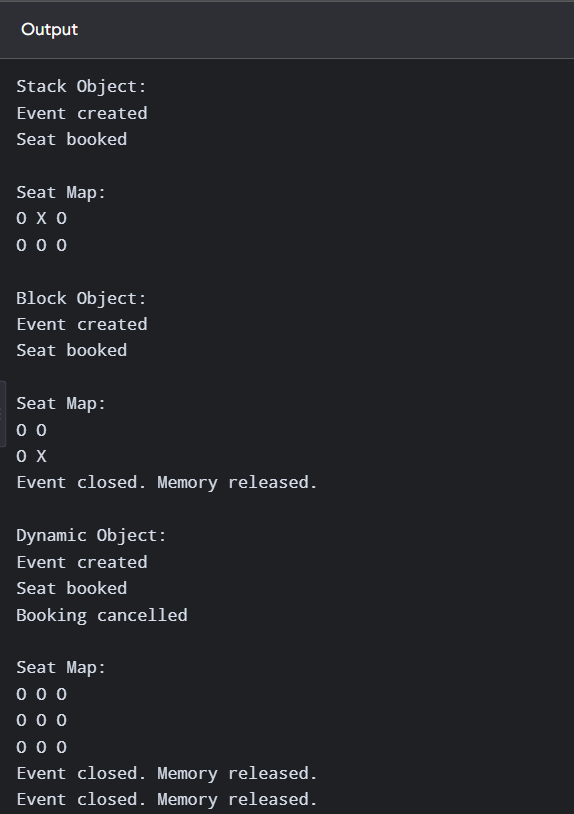 Output
Stack Object:
Event created
Seat booked
Seat Map:
O X O
O O O
Block Object:
Event created
Seat booked
Seat Map:
O O
O X
Event closed. Memory released.
Dynamic Object:
Event created
Seat booked
Booking cancelled
Seat Map:
O O O
O O O
O O O
Event closed. Memory released.
Event closed. Memory released.